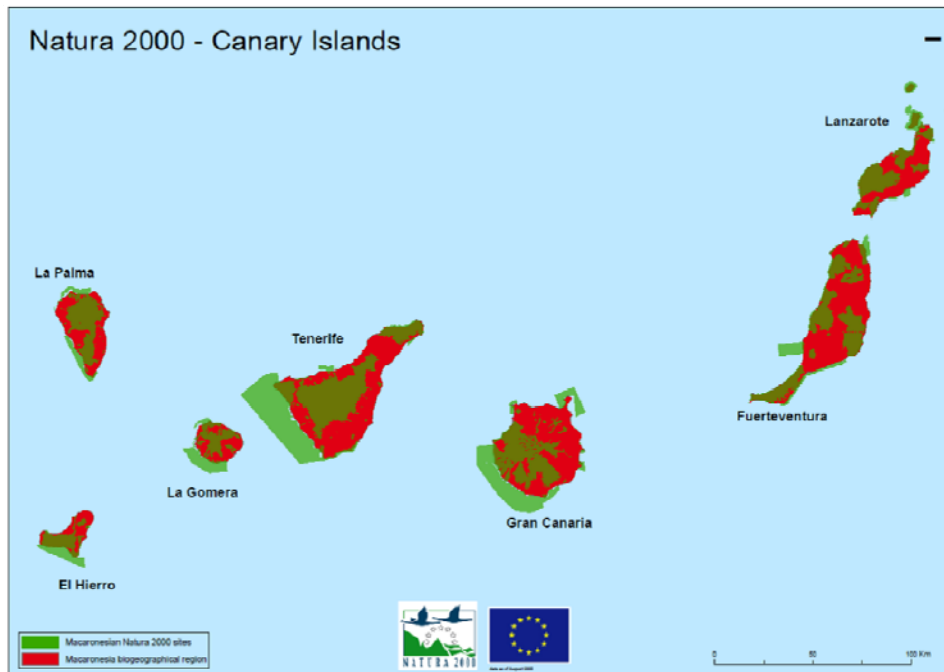 Natura 2000 - Canary Islands
Lanzarote
La Palma
Tenerife
Fuerteventura
La Gomera
Gran Canaria
El Hierro
Macaronesian Natura 2000 sites
Macaronesia biogeographical region
NATURA 2000
0
50
100 Km